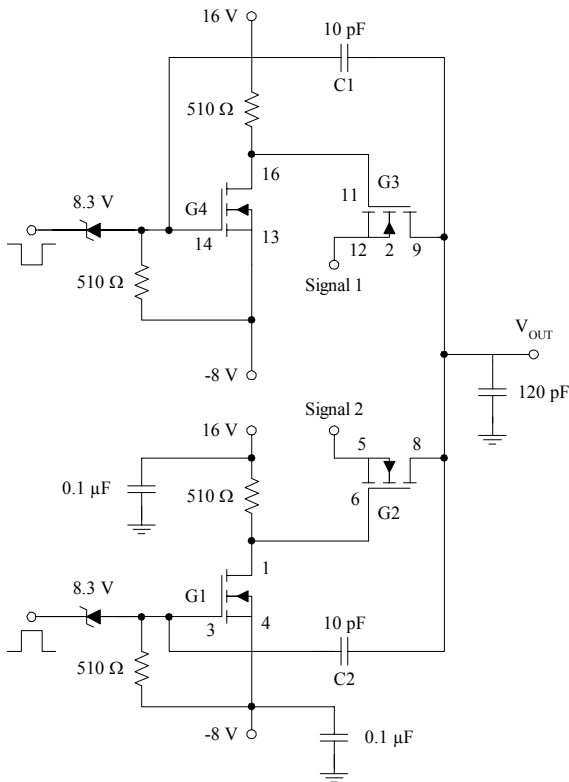 16 V
10 pF
C1
510 Ω
16
G3
8.3 V
G4
11
14
13
12
2
9
510 Ω
Signal 1
V_OUT
-8 V
120 pF
Signal 2
16 V
5
8
0.1 µF
510 Ω
6
G2
1
8.3 V
G1
3
4
10 pF
510 Ω
C2
-8 V
0.1 µF